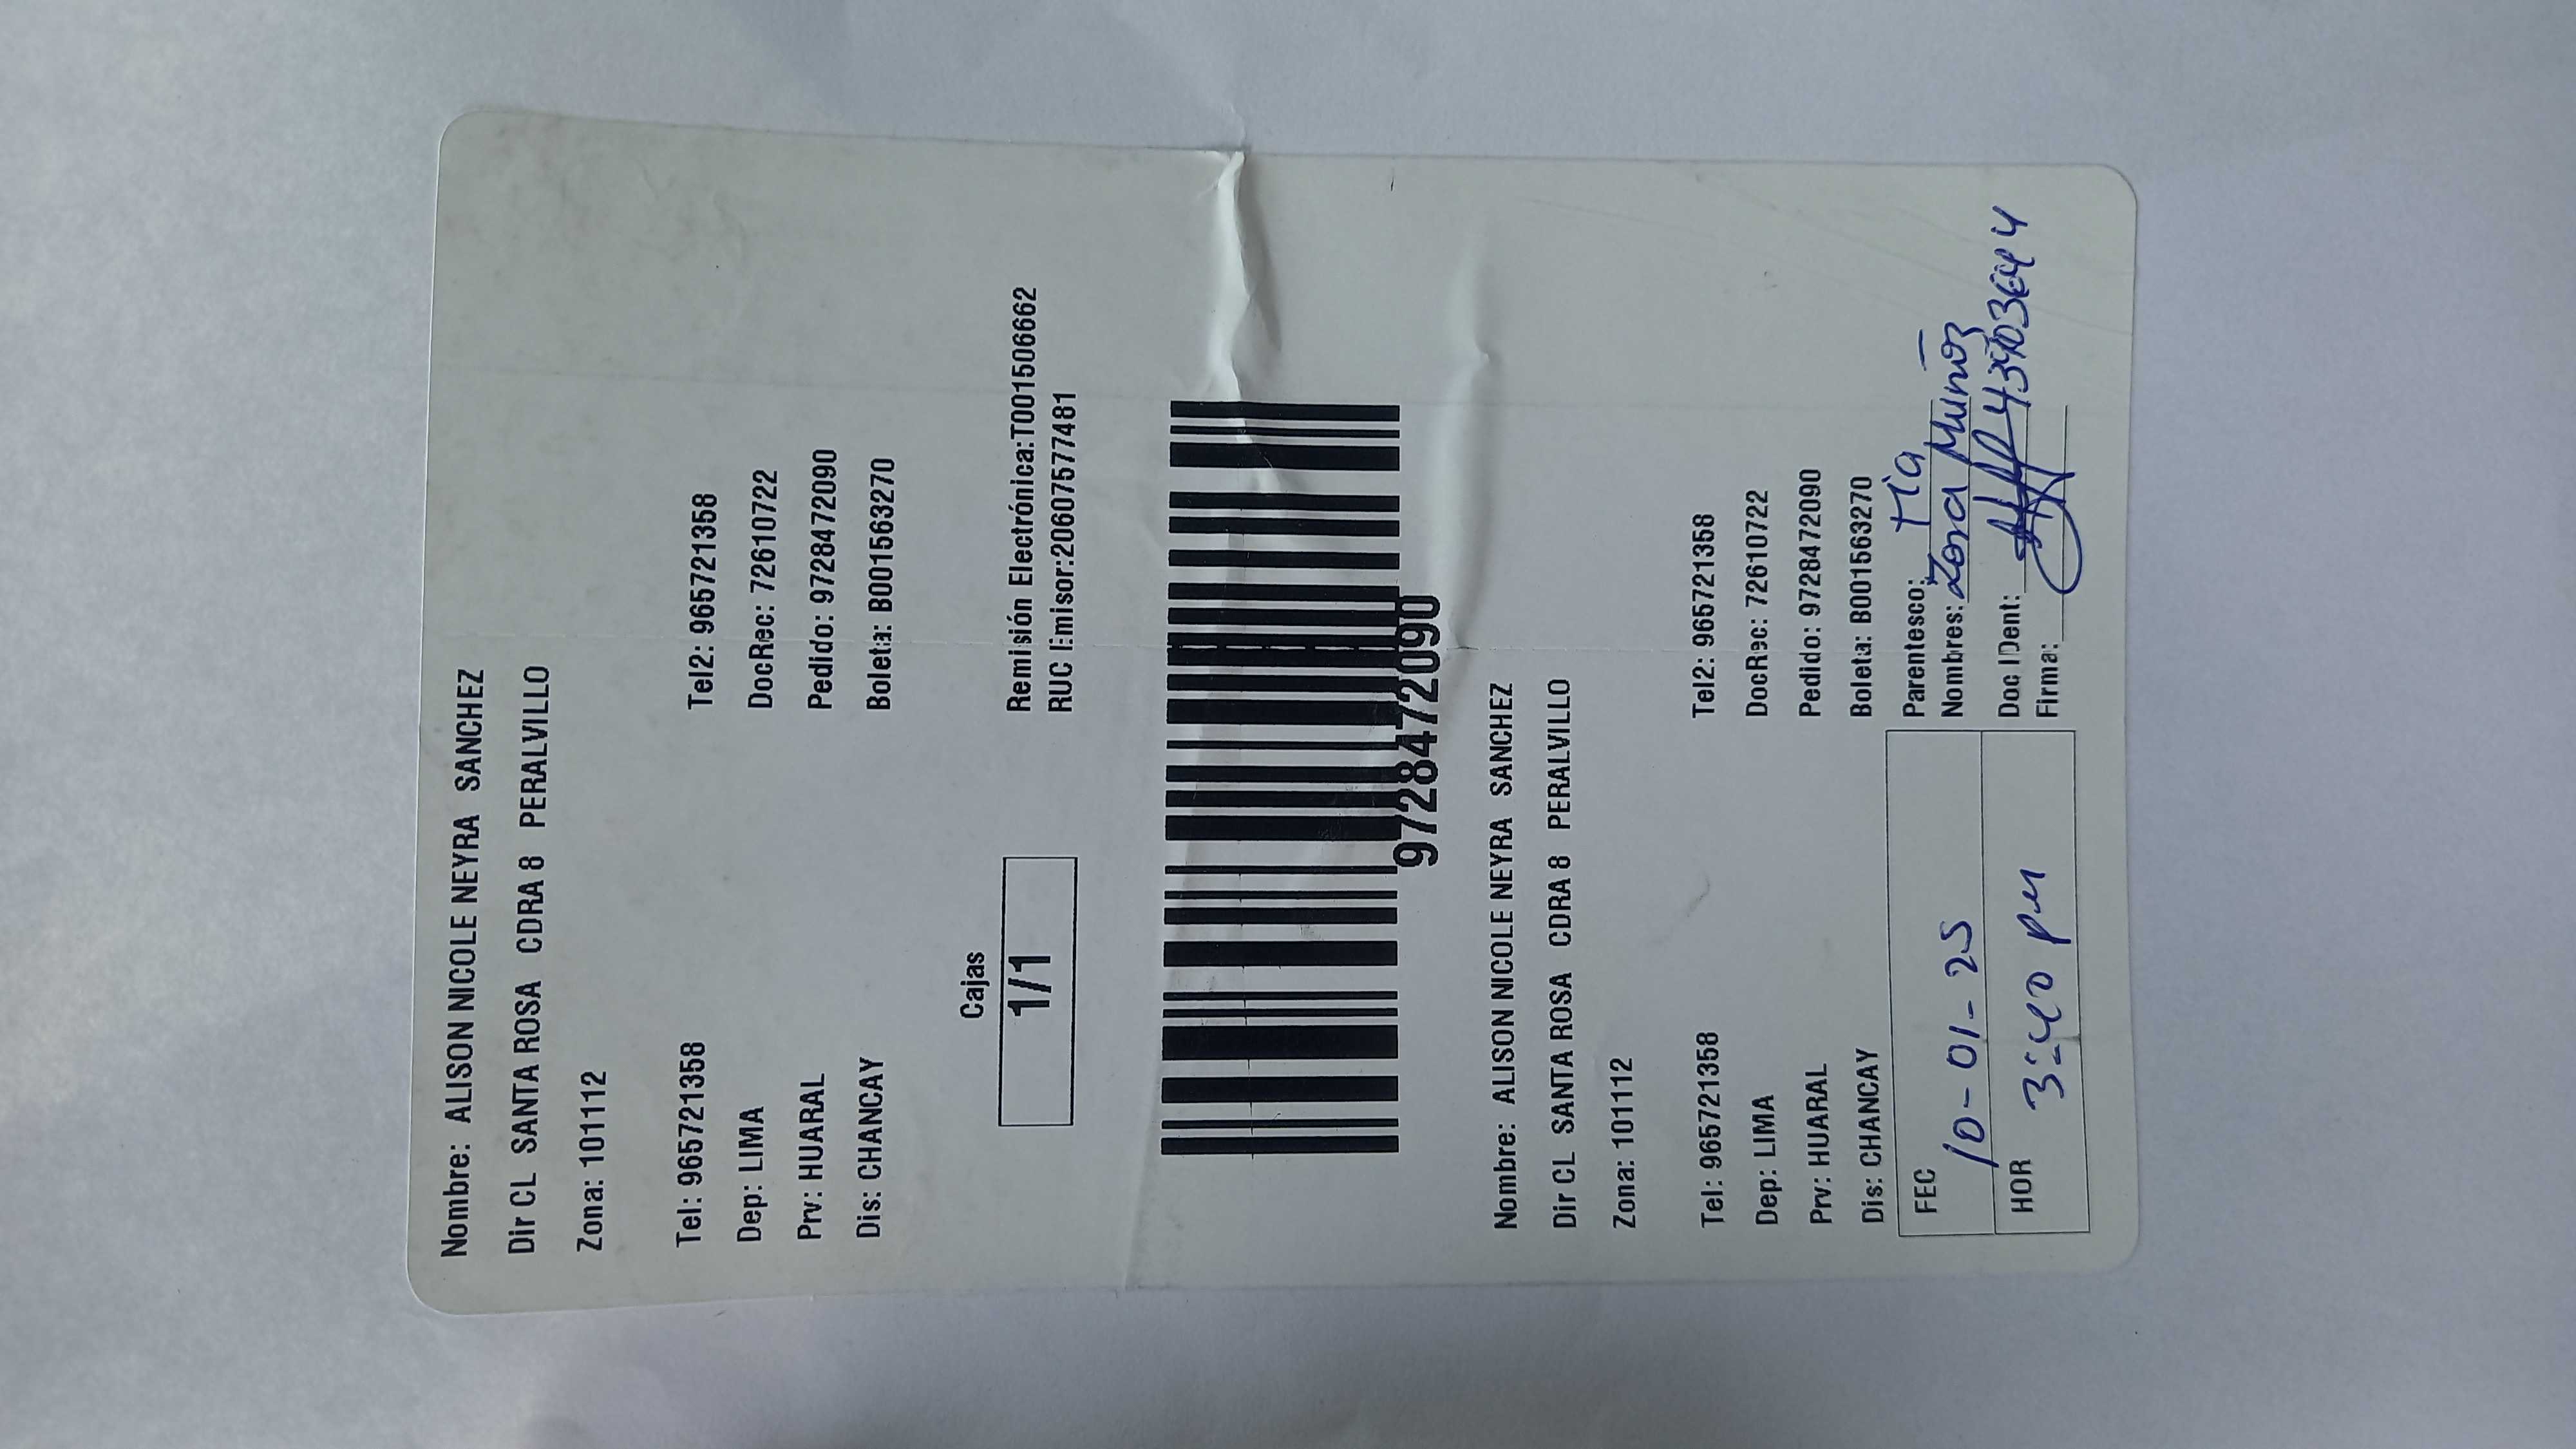 Nombre: ALISON NICOLE NEYRA SANCHEZ
Dir CL SANTA ROSA CDRA 8 PERALVILLO
Zona: 101112
Tel: 965721358 Tel2: 965721358
Dep: LIMA DocRec: 72610722
Prv: HUARAL Pedido: 9728472090
Dis: CHANCAY Boleta: B001563270
Cajas
1/1
Remisión Electrónica:T001506662
RUC Emisor:20607577481
9728472090
Nombre: ALISON NICOLE NEYRA SANCHEZ
Dir CL SANTA ROSA CDRA 8 PERALVILLO
Zona: 101112
Tel: 965721358 Tel2: 965721358
Dep: LIMA DocRec: 72610722
Prv: HUARAL Pedido: 9728472090
Dis: CHANCAY Boleta: B001563270
FEC 10-01-25
HOR 3:40 PM
Parentesco: Tía
Nombres: Muñoz
Doc IDent:
Firma: